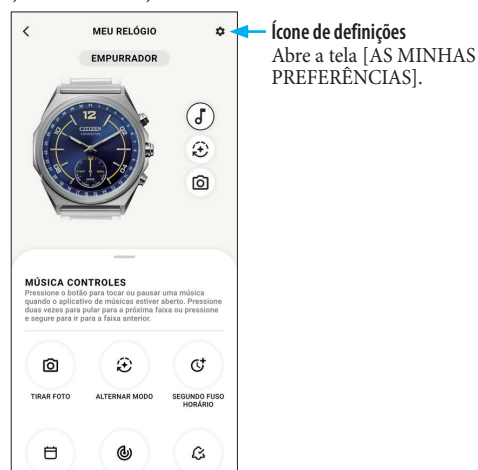 MEU RELÓGIO
EMPURRADOR
12
CITIZEN
MÚSICA CONTROLES
Pressione o botão para tocar ou pausar uma música
quando o aplicativo de músicas estiver aberto. Pressione
duas vezes para pular para a próxima faixa ou pressione
e segure para ir para a faixa anterior.
TIRAR FOTO
ALTERNAR MODO
SEGUNDO FUSO
HORÁRIO
Ícone de definições
Abre a tela [AS MINHAS
PREFERÊNCIAS].